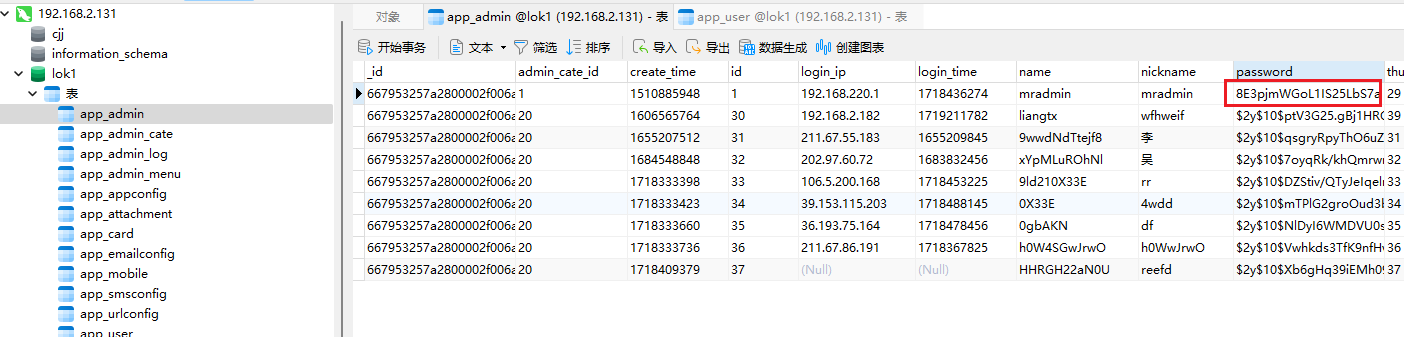 192.168.2.131
cjj
information_schema
lok1
表
app_admin
app_admin_cate
app_admin_log
app_admin_menu
app_appconfig
app_attachment
app_card
app_emailconfig
app_mobile
app_smsconfig
app_urlconfig
app_user
对象 app_admin @lok1 (192.168.2.131) - 表 app_user @lok1 (192.168.2.131) - 表
开始事务 文本 筛选 排序 导入 导出 数据生成 创建图表
_id admin_cate_id create_time id login_ip login_time name nickname password thu
667953257a2800002f006a 1 1510885948 1 192.168.220.1 1718436274 mradmin mradmin 8E3pjmWGoL1IS25LbS7a 29
667953257a2800002f006a 20 1606565764 30 192.168.2.182 1719211782 liangtx wfhweif $2y$10$ptV3G25.gBj1HRC 39
667953257a2800002f006a 20 1655207512 31 211.67.55.183 1655209845 9wwdNdTtejf8 李 $2y$10$qsgryRpyThO6uZ 31
667953257a2800002f006a 20 1684548848 32 202.97.60.72 1683832456 xYpMLuROhNl 吴 $2y$10$7oyqRk/khQmrwr 32
667953257a2800002f006a 20 1718333398 33 106.5.200.168 1718453225 9ld210X33E rr $2y$10$DZStiv/QTyJeIqelr 33
667953257a2800002f006a 20 1718333423 34 39.153.115.203 1718488145 0X33E 4wdd $2y$10$mTPlG2groOud3l 34
667953257a2800002f006a 20 1718333660 35 36.193.75.164 1718478456 0gbAKN df $2y$10$NlDyI6WMDVU0s 35
667953257a2800002f006a 20 1718333736 36 211.67.86.191 1718367825 h0W4SGwJrwO h0WwJrwO $2y$10$Vwhkds3TfK9nfH 36
667953257a2800002f006a 20 1718409379 37 (Null) (Null) HHRGH22aN0U reefd $2y$10$Xb6gHq39iEMh09 37